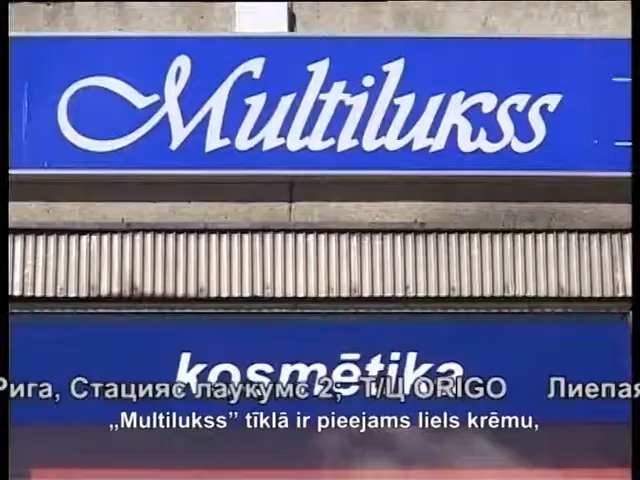 Multilukss
kosmētika
Рига, Стацияс лаукумс 2; Т/Ц ORIGO Лиепая
„Multilukss” tīklā ir pieejams liels krēmu,